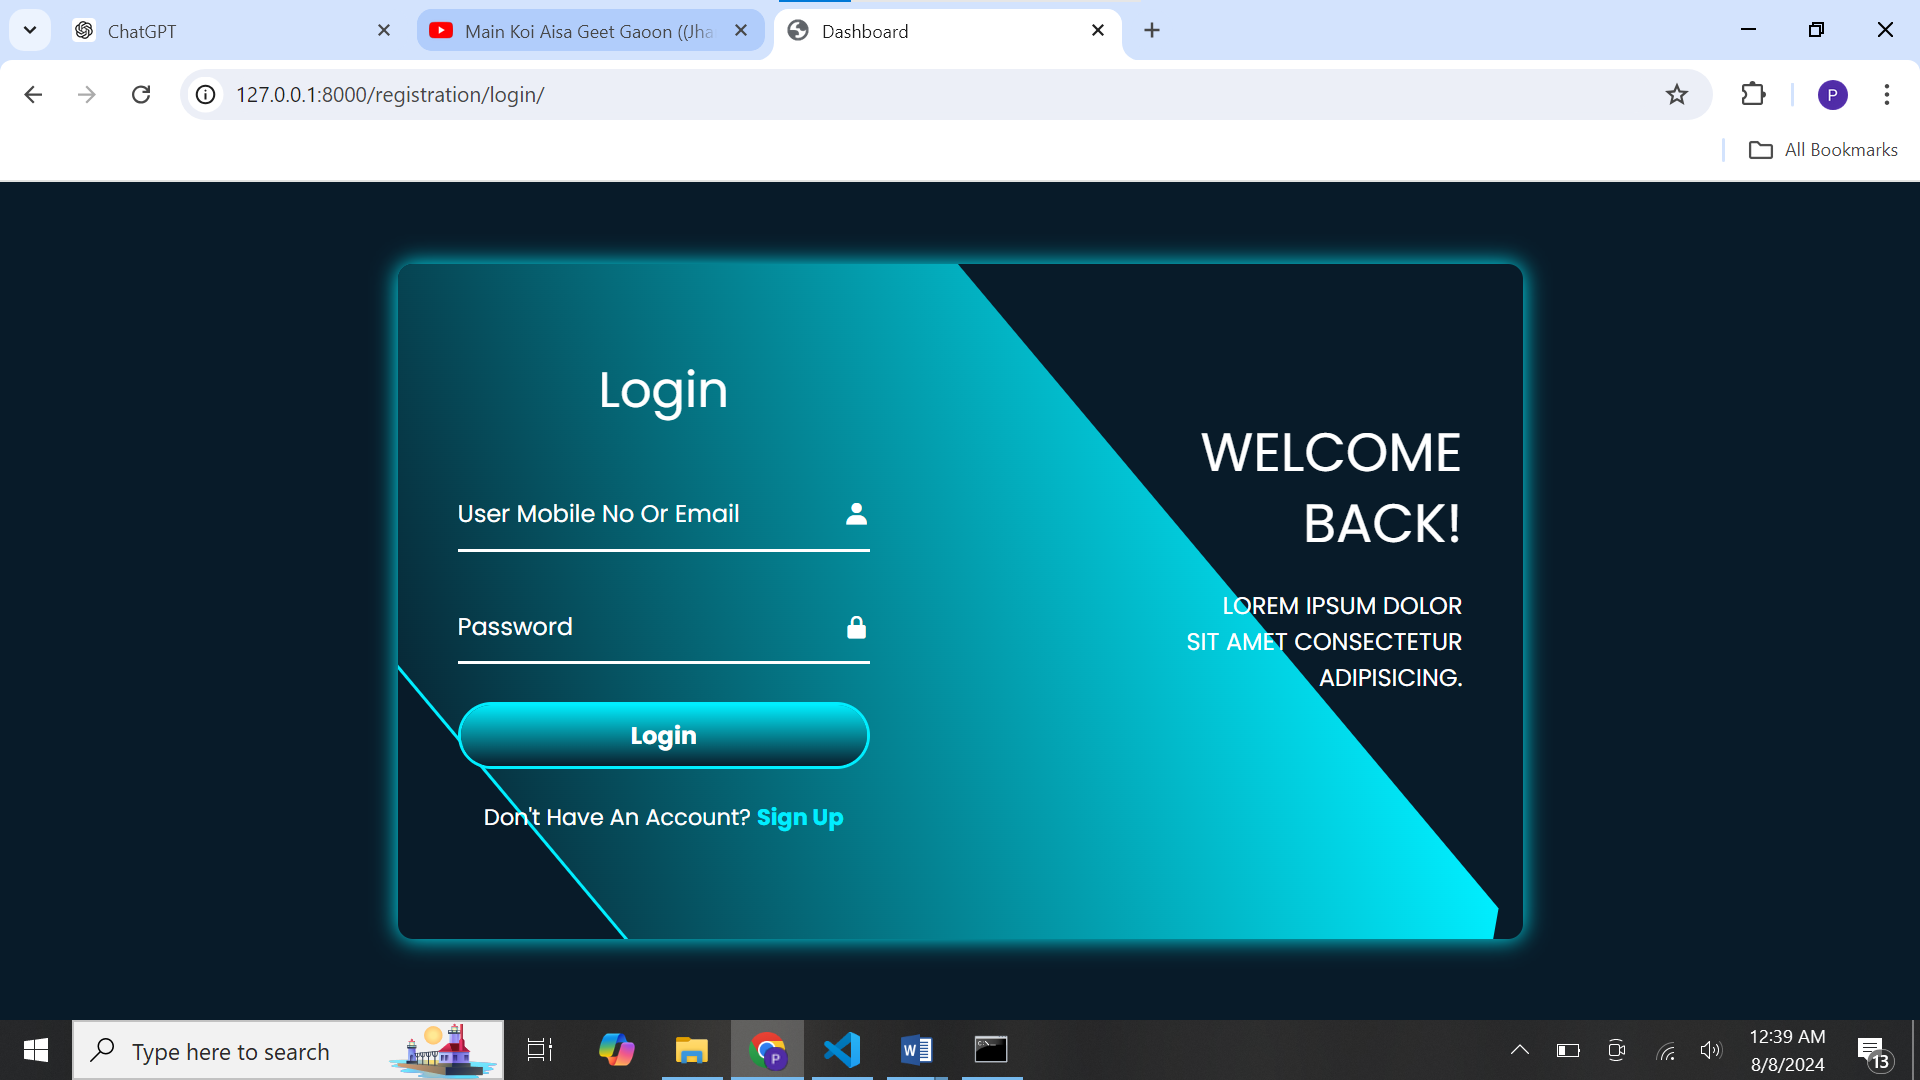 ChatGPT
Main Koi Aisa Geet Gaoon ((Jha
Dashboard
127.0.0.1:8000/registration/login/
P
All Bookmarks
Login
User Mobile No Or Email
Password
Login
Don't Have An Account? Sign Up
WELCOME
BACK!
LOREM IPSUM DOLOR
SIT AMET CONSECTETUR
ADIPISICING.
Type here to search
P
12:39 AM
8/8/2024
13